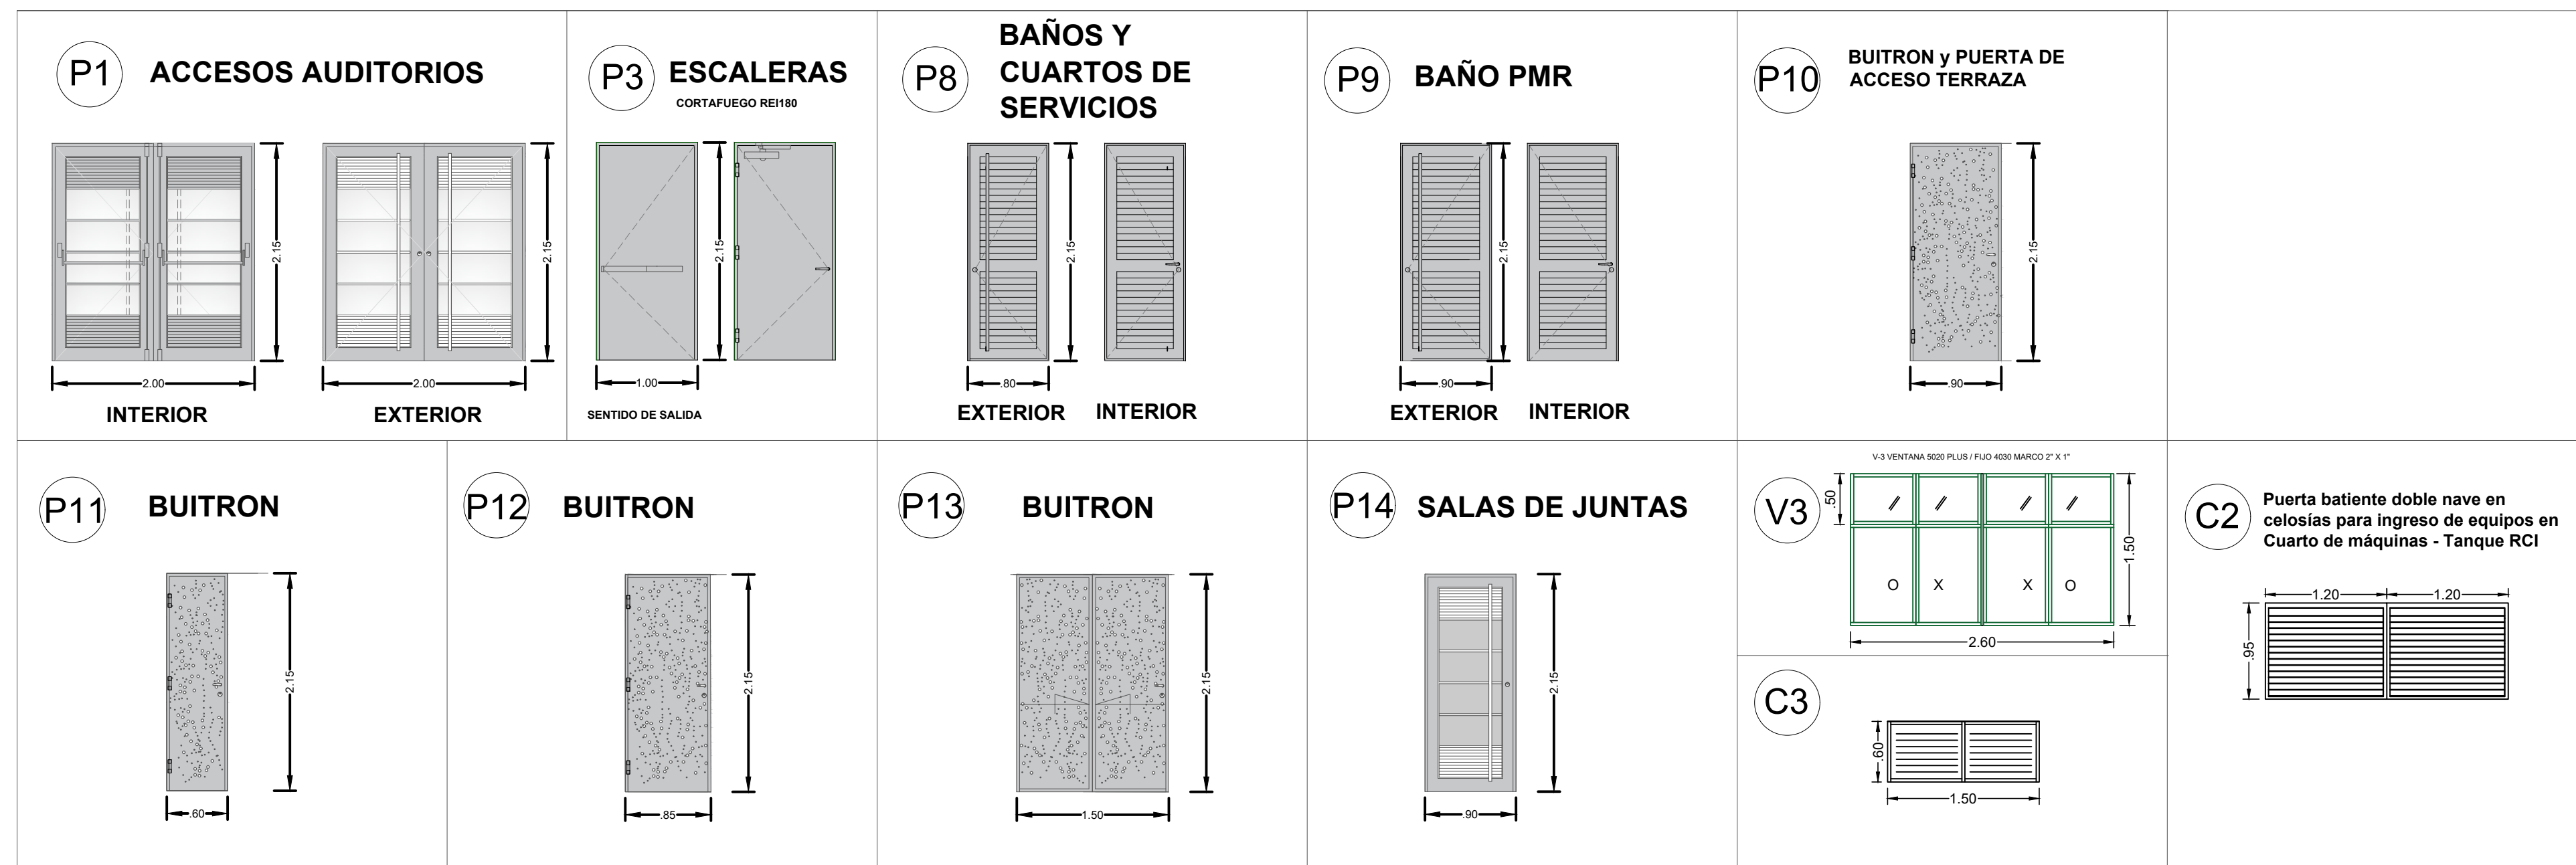 P1
ACCESOS AUDITORIOS
2.15
2.15
2.00
2.00
INTERIOR
EXTERIOR
P3
ESCALERAS
CORTAFUEGO REI180
2.15
1.00
SENTIDO DE SALIDA
P8
BAÑOS Y
CUARTOS DE
SERVICIOS
2.15
.80
EXTERIOR
INTERIOR
P9
BAÑO PMR
2.15
.90
EXTERIOR
INTERIOR
P10
BUITRON y PUERTA DE
ACCESO TERRAZA
2.15
.90
P11
BUITRON
2.15
.60
P12
BUITRON
2.15
.85
P13
BUITRON
2.15
1.50
P14
SALAS DE JUNTAS
2.15
.90
V-3 VENTANA 5020 PLUS / FIJO 4030 MARCO 2" X 1"
V3
.50
1.50
O X X O
2.60
C3
.60
1.50
C2
Puerta batiente doble nave en
celosías para ingreso de equipos en
Cuarto de máquinas - Tanque RCI
1.20
1.20
.95